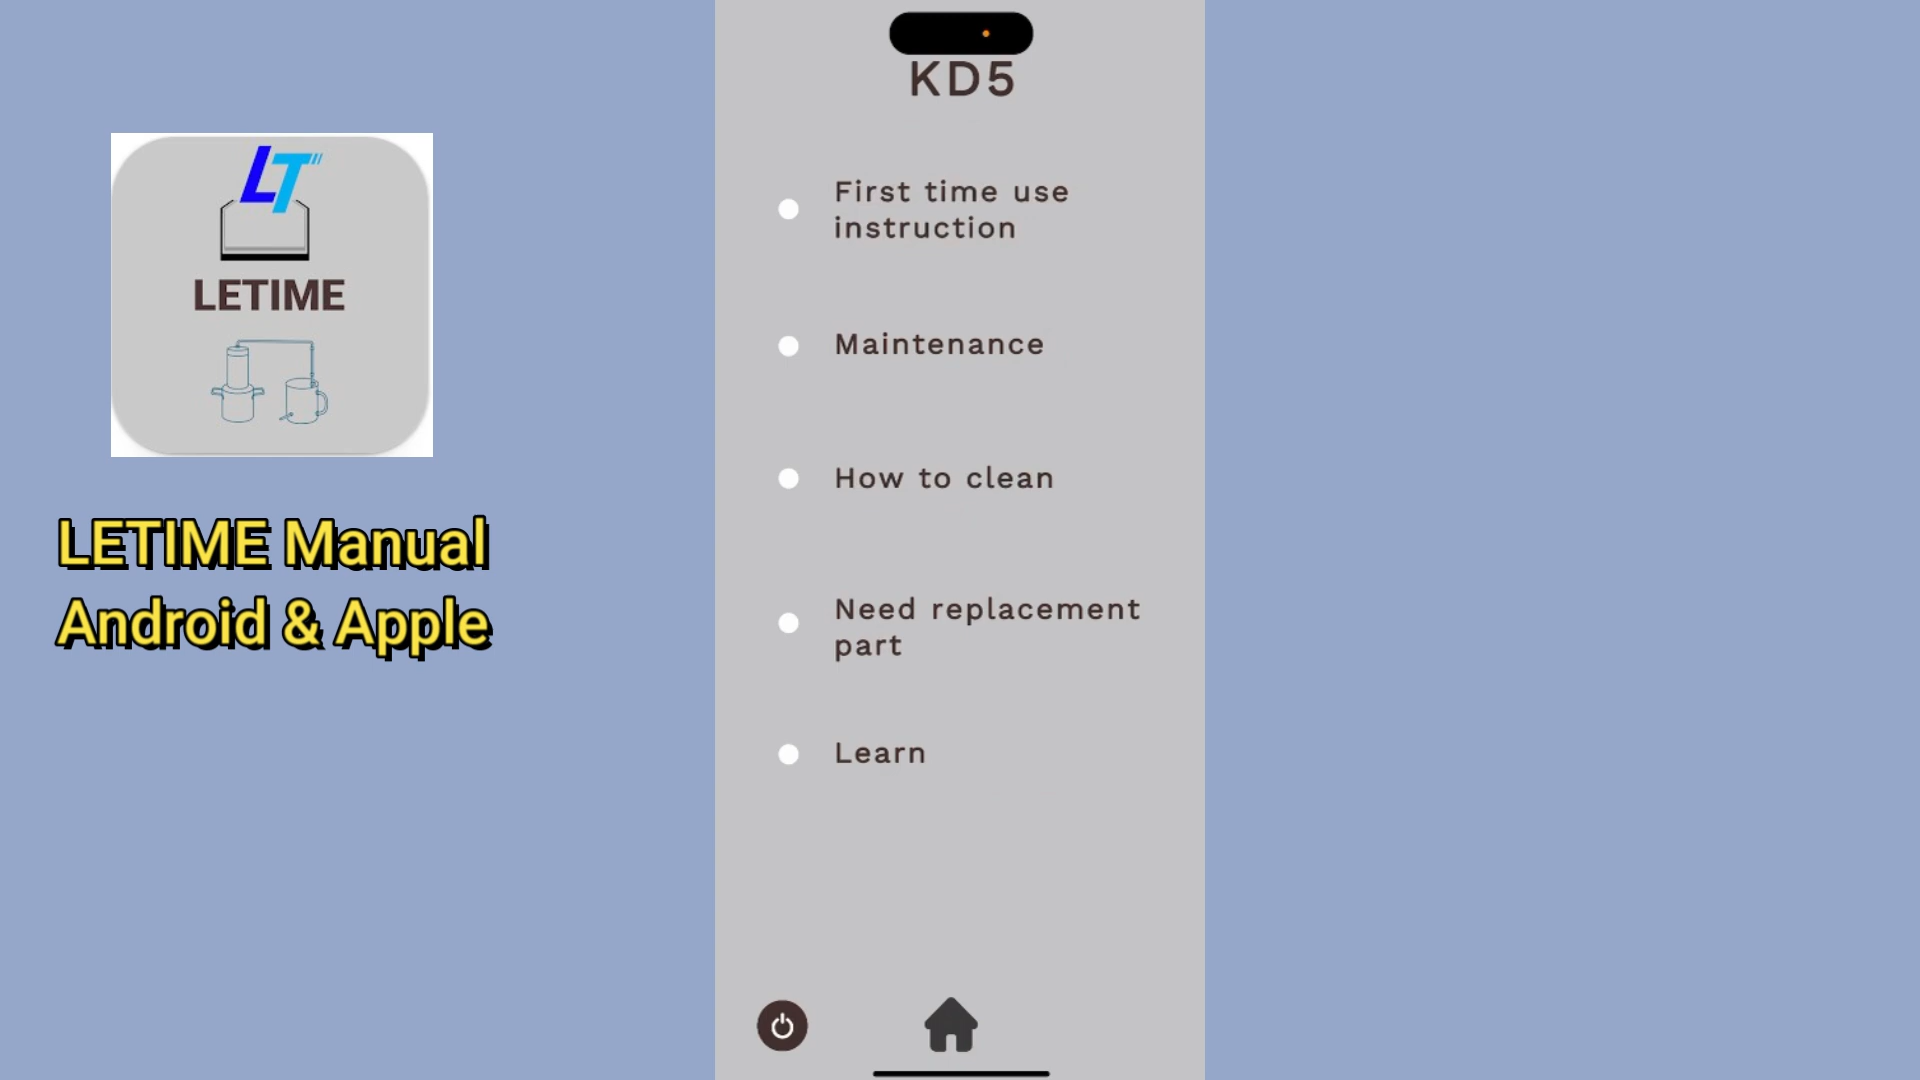 LT
LETIME
LETIME Manual
Android & Apple
KD5
First time use
instruction
Maintenance
How to clean
Need replacement
part
Learn